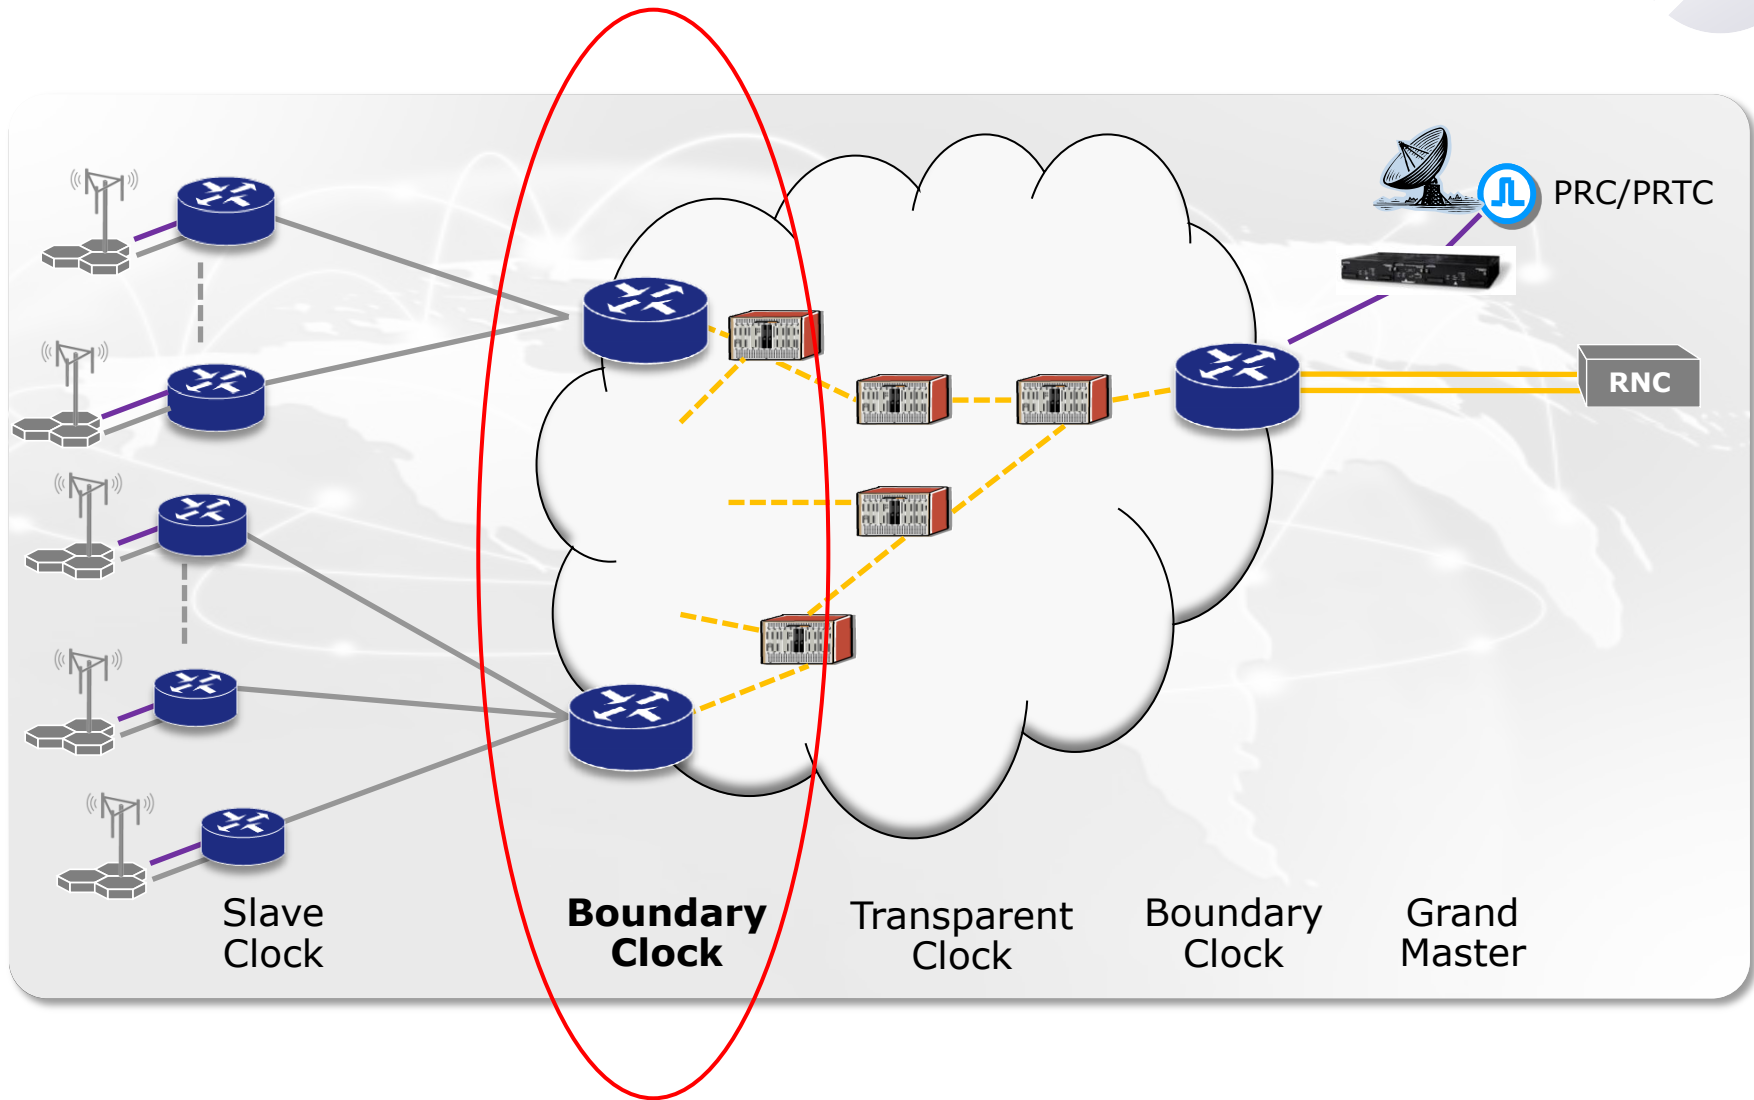 PRC/PRTC
RNC
Slave
Clock
Boundary
Clock
Transparent
Clock
Boundary
Clock
Grand
Master